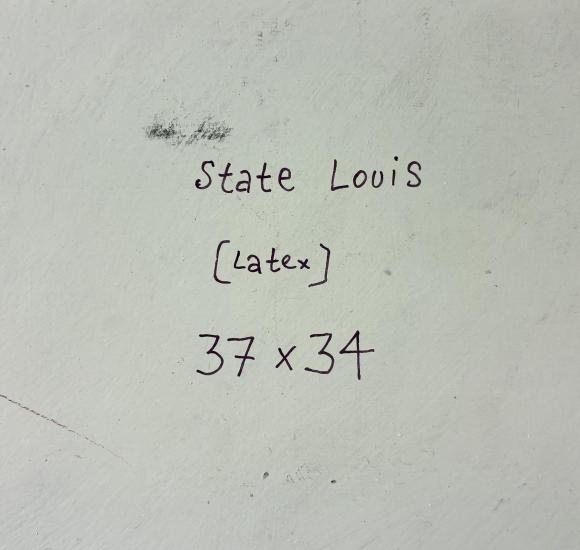 State Louis
[Latex]
37 x 34